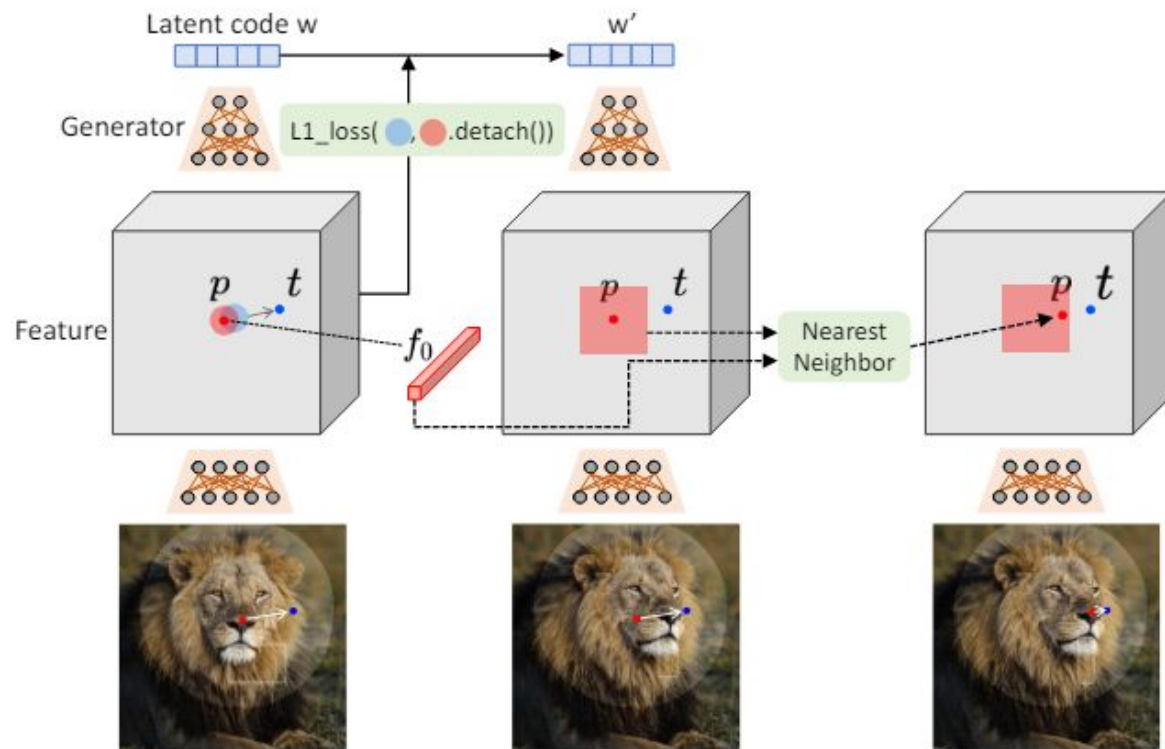 Latent code w
w’
Generator
L1_loss( , .detach())
p
t
p
t
p
t
Feature
f0
Nearest
Neighbor